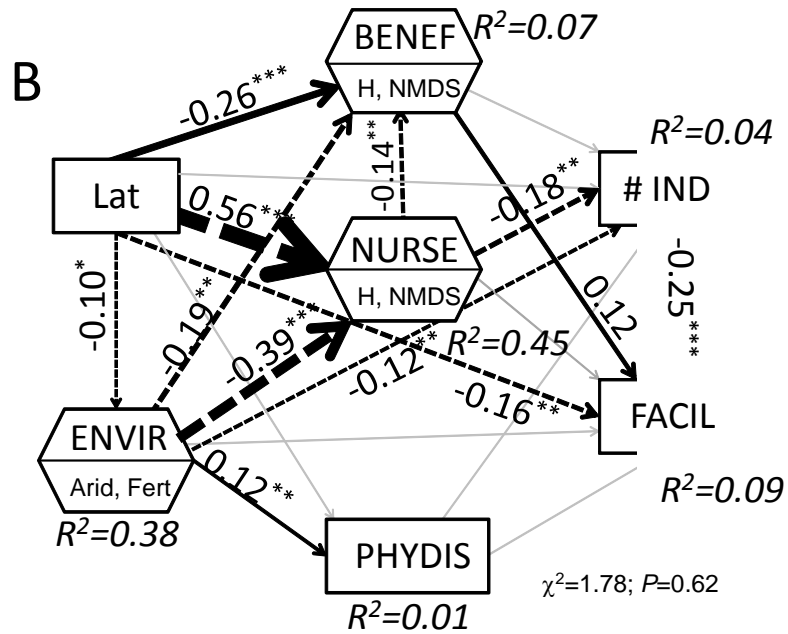 B
BENEF
H, NMDS
R²=0.07
-0.26***
R²=0.04
# IND
Lat
0.56***
-0.14**
-0.18**
NURSE
H, NMDS
-0.10*
-0.19**
-0.39***
-0.12**
R²=0.45
0.12
-0.25***
-0.16**
FACIL
R²=0.09
ENVIR
Arid, Fert
R²=0.38
0.12**
PHYDIS
R²=0.01
χ²=1.78; P=0.62